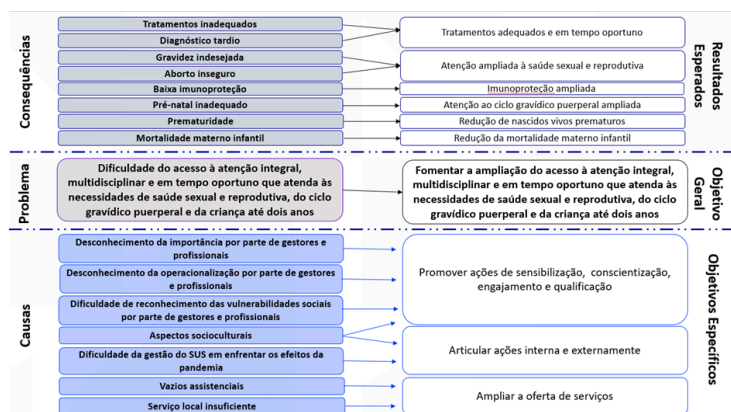 Consequências
Tratamentos inadequados
Diagnóstico tardio
Gravidez indesejada
Aborto inseguro
Baixa imunoproteção
Pré-natal inadequado
Prematuridade
Mortalidade materno infantil
Tratamentos adequados e em tempo oportuno
Atenção ampliada à saúde sexual e reprodutiva
Imunoproteção ampliada
Atenção ao ciclo gravídico puerperal ampliada
Redução de nascidos vivos prematuros
Redução da mortalidade materno infantil
Resultados
Esperados
Problema
Dificuldade do acesso à atenção integral,
multidisciplinar e em tempo oportuno que atenda às
necessidades de saúde sexual e reprodutiva, do ciclo
gravídico puerperal e da criança até dois anos
Fomentar a ampliação do acesso à atenção integral,
multidisciplinar e em tempo oportuno que atenda às
necessidades de saúde sexual e reprodutiva, do ciclo
gravídico puerperal e da criança até dois anos
Objetivo
Geral
Causas
Desconhecimento da importância por parte de gestores e
profissionais
Desconhecimento da operacionalização por parte de gestores
e profissionais
Dificuldade de reconhecimento das vulnerabilidades sociais
por parte de gestores e profissionais
Aspectos socioculturais
Dificuldade da gestão do SUS em enfrentar os efeitos da
pandemia
Vazios assistenciais
Serviço local insuficiente
Promover ações de sensibilização, conscientização,
engajamento e qualificação
Articular ações interna e externamente
Ampliar a oferta de serviços
Objetivos Específicos